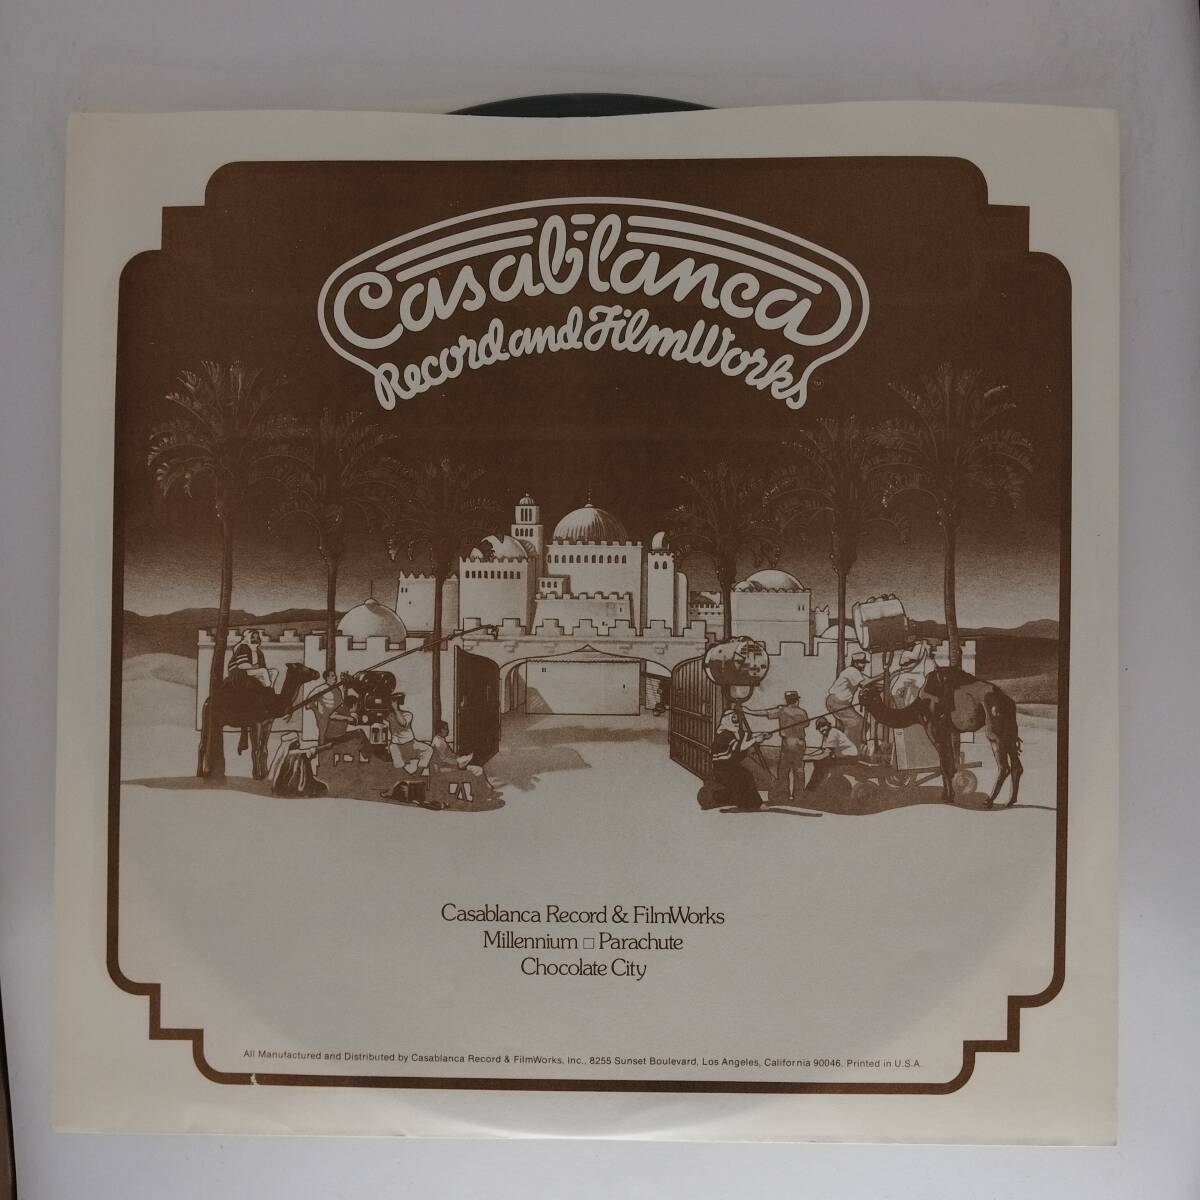 Casablanca
Record and FilmWorks
TM
Casablanca Record & FilmWorks
Millennium □ Parachute
Chocolate City
All Manufactured and Distributed by Casablanca Record & FilmWorks, Inc., 8255 Sunset Boulevard, Los Angeles, California 90046. Printed in U.S.A.